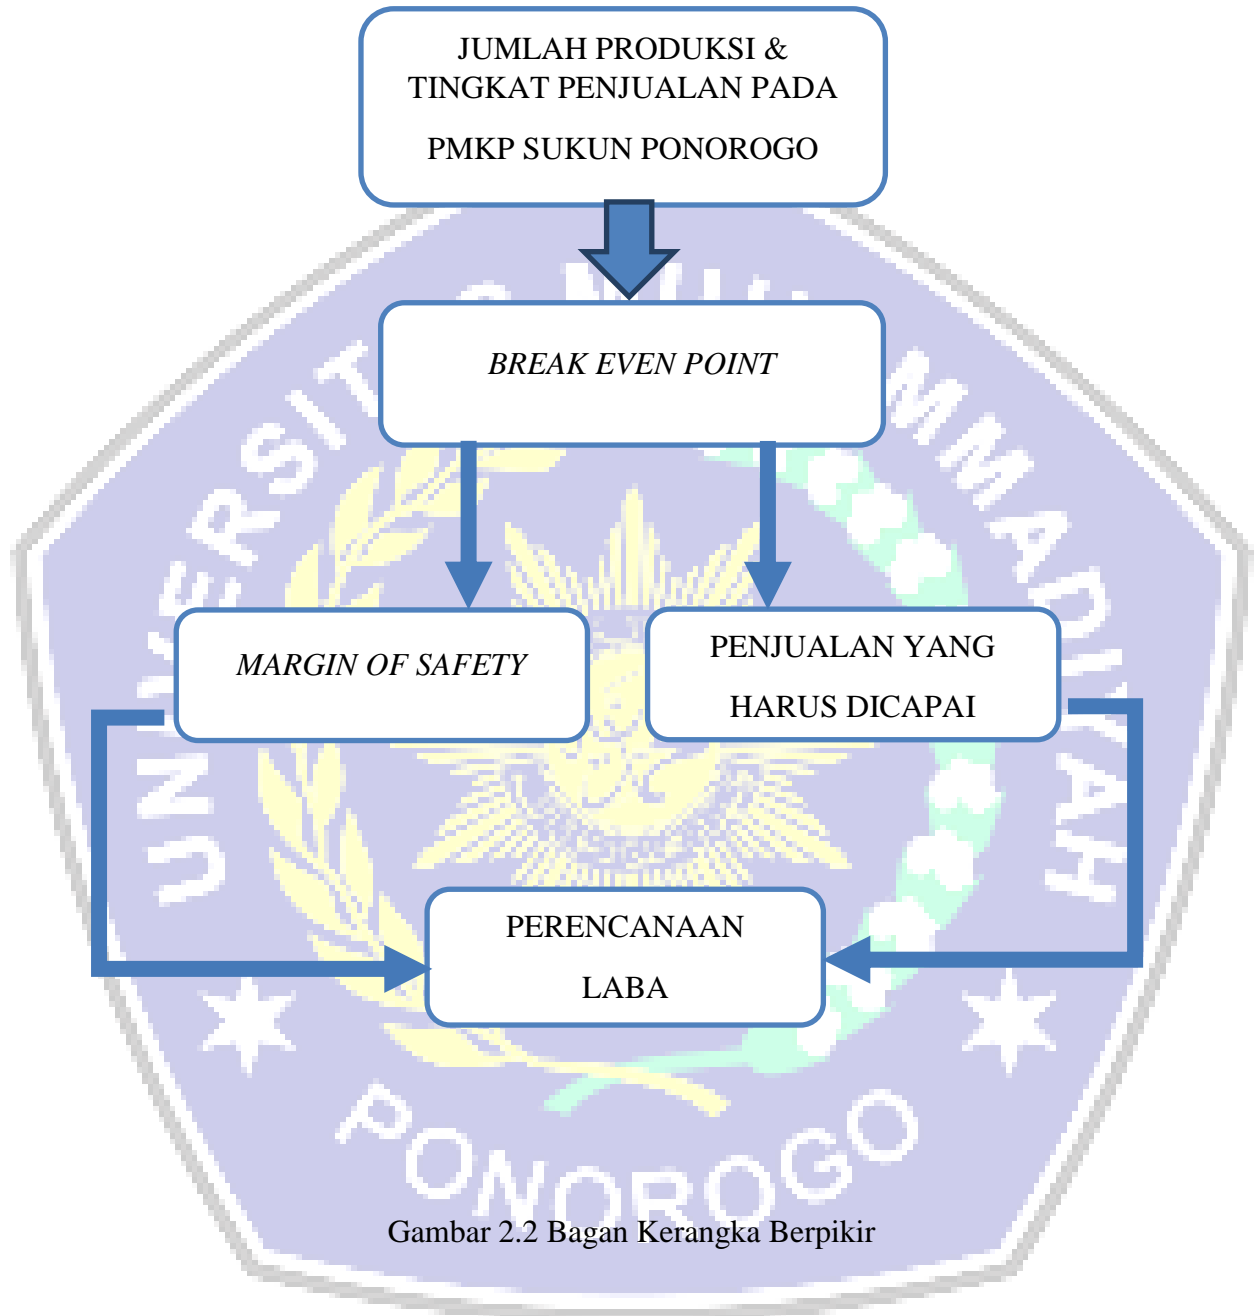 JUMLAH PRODUKSI &
TINGKAT PENJUALAN PADA
PMKP SUKUN PONOROGO
BREAK EVEN POINT
MARGIN OF SAFETY
PENJUALAN YANG
HARUS DICAPAI
PERENCANAAN
LABA
PONOROGO
Gambar 2.2 Bagan Kerangka Berpikir